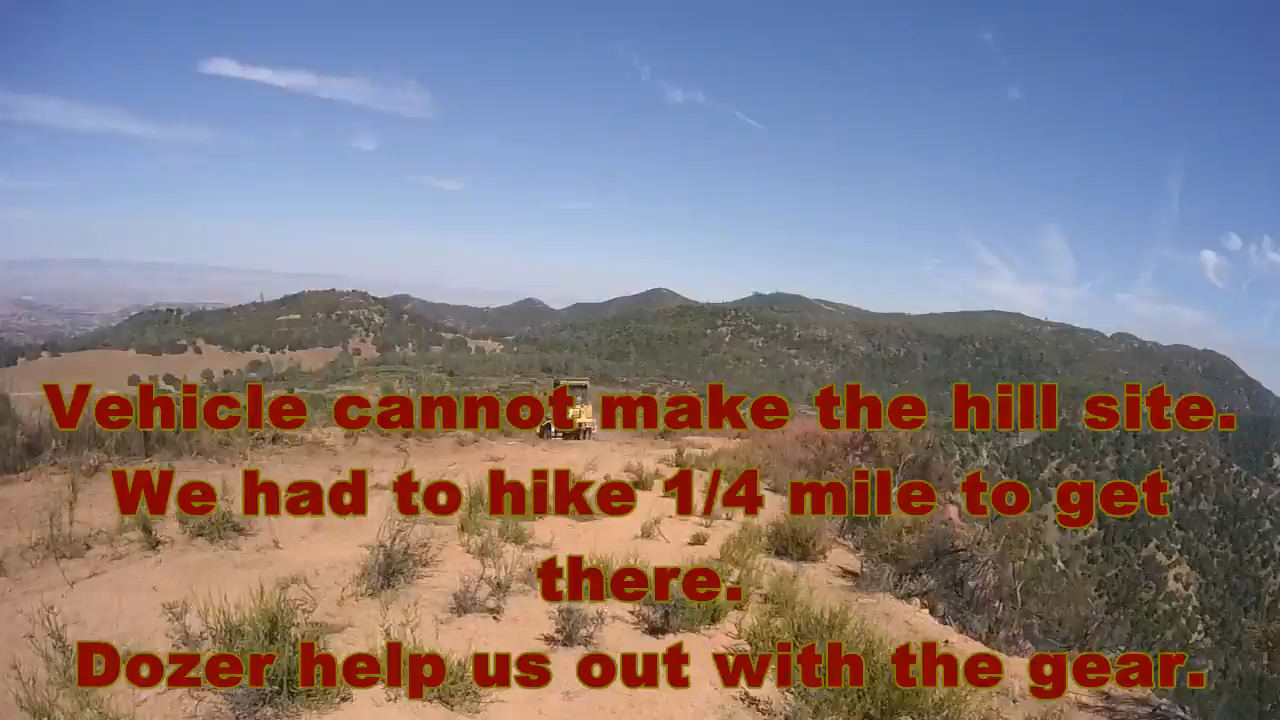 Vehicle cannot make the hill site.
We had to hike 1/4 mile to get
there.
Dozer help us out with the gear.